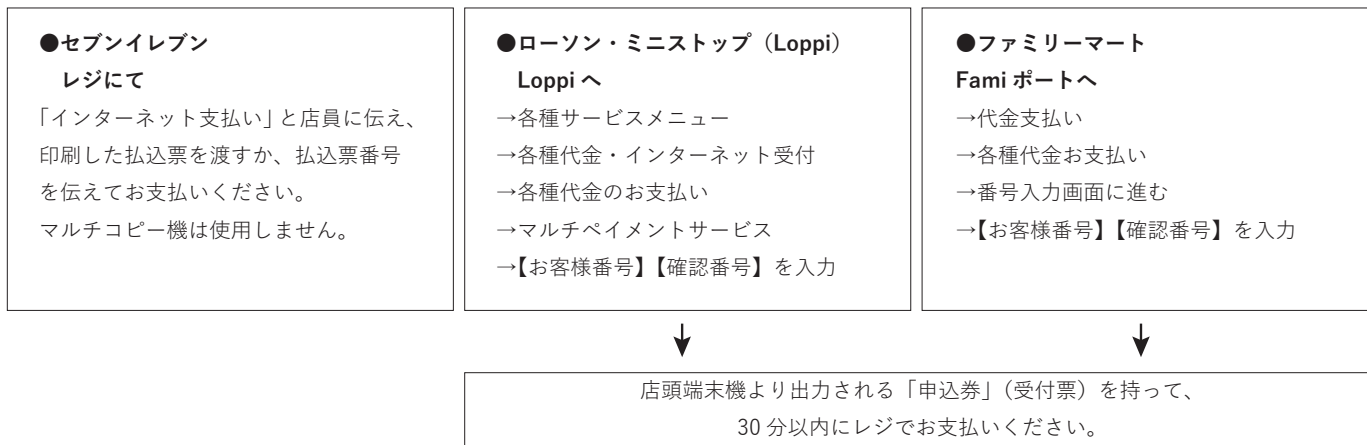 ●セブンイレブン
レジにて
「インターネット支払い」と店員に伝え、
印刷した払込票を渡すか、払込票番号
を伝えてお支払いください。
マルチコピー機は使用しません。
●ローソン・ミニストップ（Loppi）
Loppi へ
→各種サービスメニュー
→各種代金・インターネット受付
→各種代金のお支払い
→マルチペイメントサービス
→【お客様番号】【確認番号】を入力
●ファミリーマート
Fami ポートへ
→代金支払い
→各種代金お支払い
→番号入力画面に進む
→【お客様番号】【確認番号】を入力
店頭端末機より出力される「申込券」（受付票）を持って、
30 分以内にレジでお支払いください。